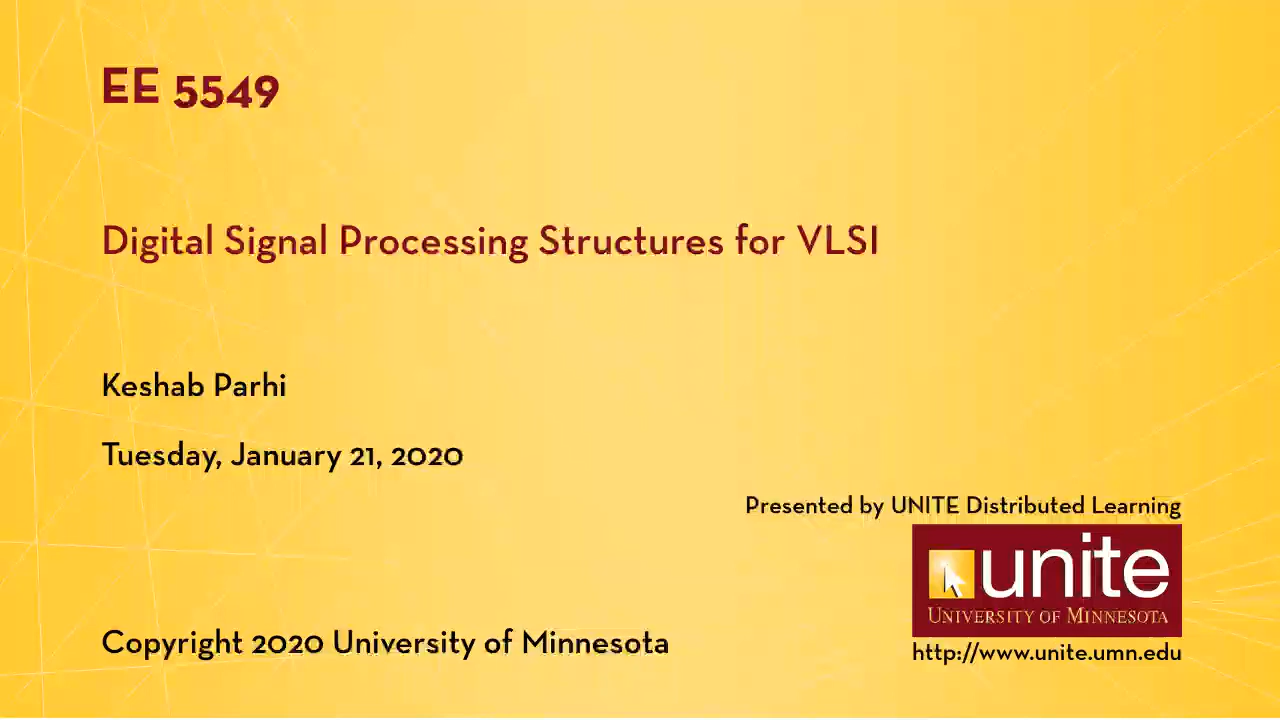 EE 5549
Digital Signal Processing Structures for VLSI
Keshab Parhi
Tuesday, January 21, 2020
Presented by UNITE Distributed Learning
unite
UNIVERSITY OF MINNESOTA
Copyright 2020 University of Minnesota
http://www.unite.umn.edu